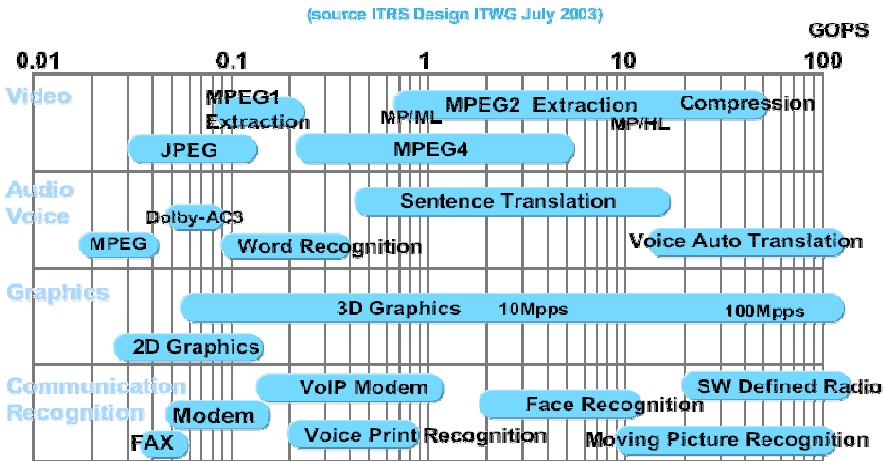 (source ITRS Design ITWG July 2003)
GOPS
0.01 0.1 1 10 100
Video
MPEG1
Extraction
MP/ML
MPEG2 Extraction
MP/HL
Compression
JPEG
MPEG4
Audio
Voice
Sentence Translation
Dolby-AC3
MPEG
Word Recognition
Voice Auto Translation
Graphics
3D Graphics 10Mpps 100Mpps
2D Graphics
Communication
Recognition
VoIP Modem
SW Defined Radio
Modem
Face Recognition
FAX
Voice Print Recognition
Moving Picture Recognition